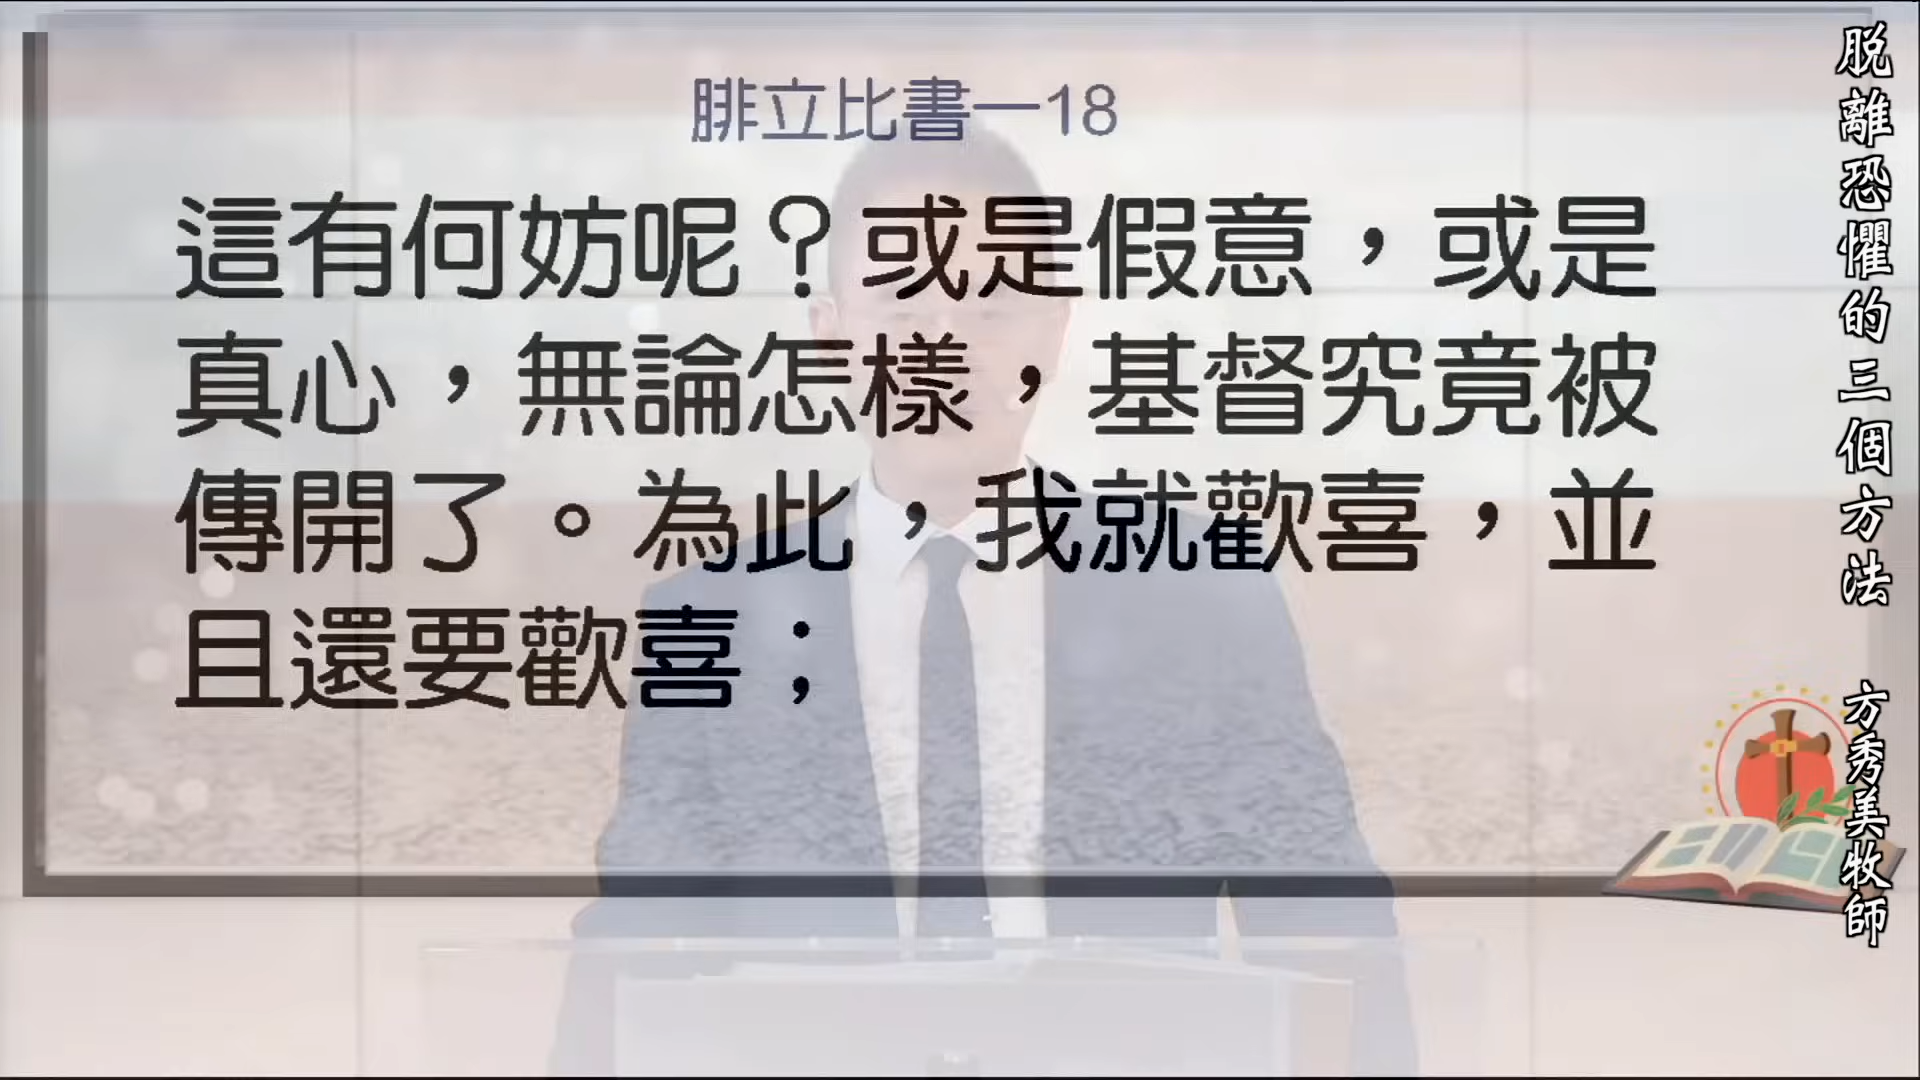 腓立比書一18
這有何妨呢？或是假意，或是
真心，無論怎樣，基督究竟被
傳開了。為此，我就歡喜，並
且還要歡喜；
脫離恐懼的三個方法
方秀美牧師